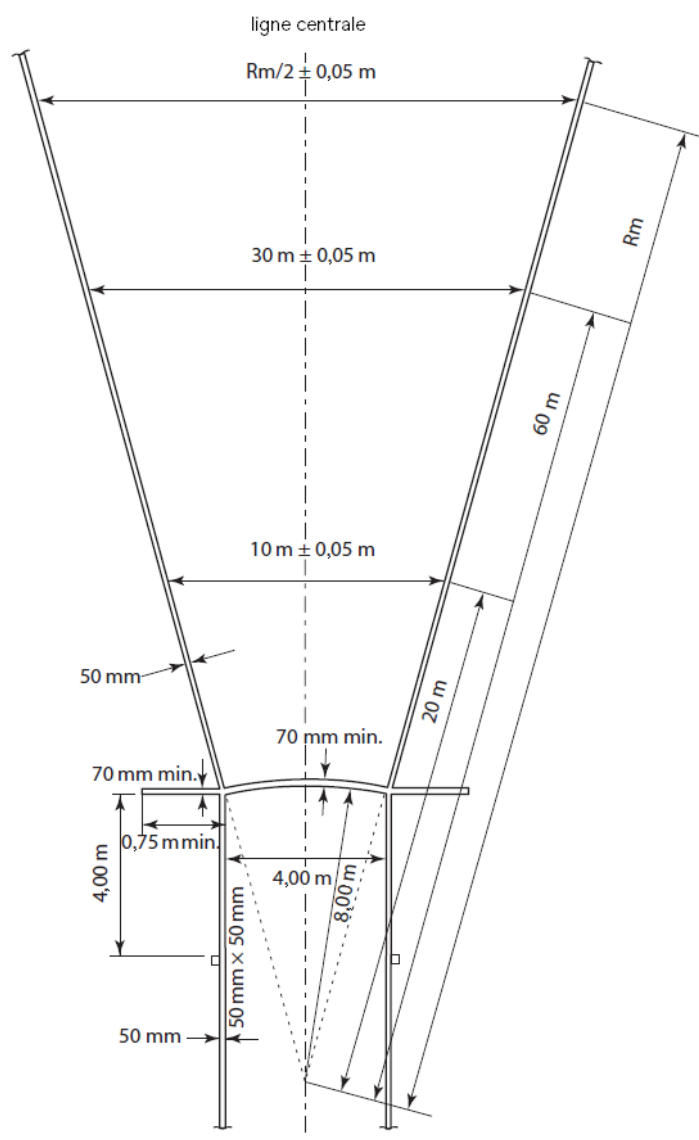 ligne centrale
Rm/2 ± 0,05 m
Rm
30 m ± 0,05 m
60 m
10 m ± 0,05 m
50 mm
20 m
70 mm min.
70 mm min.
0,75 m min.
4,00 m
4,00 m
8,00 m
50 mm × 50 mm
50 mm